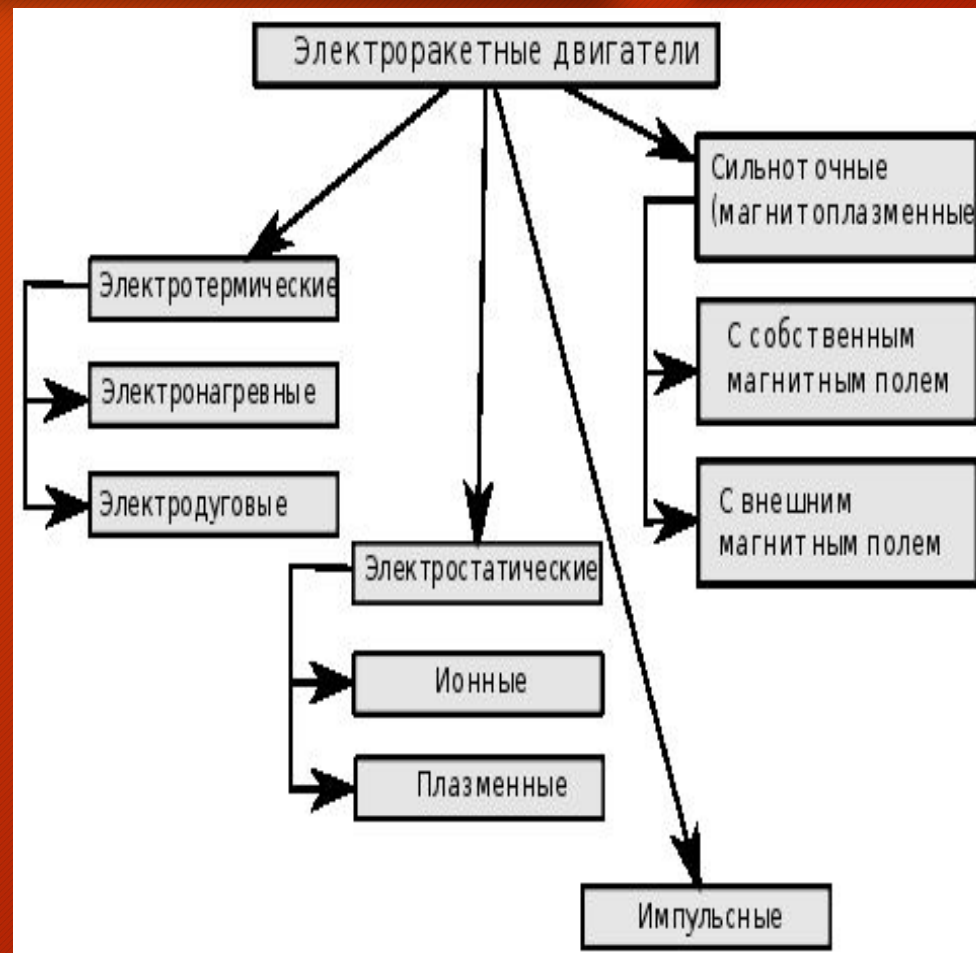 Электроракетные двигатели
Сильноточные
(магнитоплазменные
Электротермические
Электронагревные
Электродуговые
С собственным
магнитным полем
С внешним
магнитным полем
Электростатические
Ионные
Плазменные
Импульсные